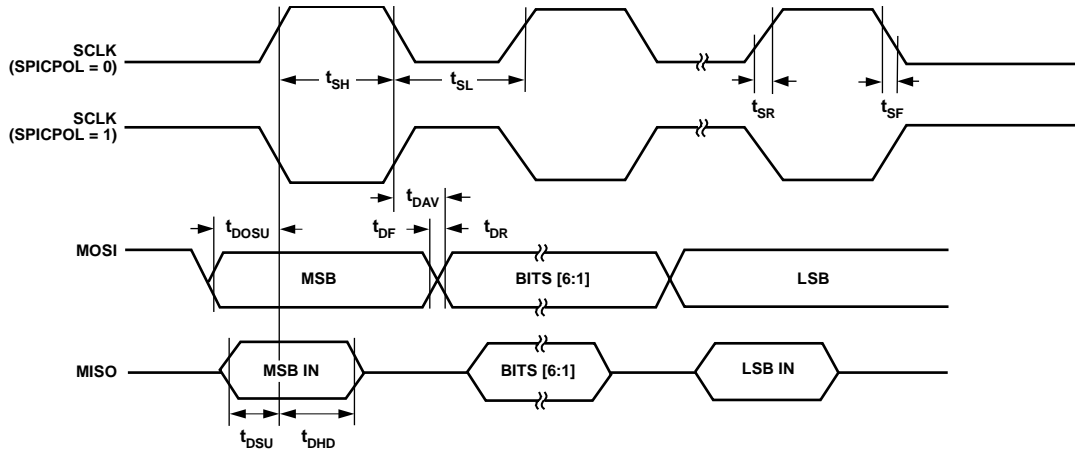 SCLK
(SPICPOL = 0)
tSH
tSL
tSR
tSF
SCLK
(SPICPOL = 1)
tDAV
tDOSU
tDF
tDR
MOSI
MSB
BITS [6:1]
LSB
MISO
MSB IN
BITS [6:1]
LSB IN
tDSU
tDHD